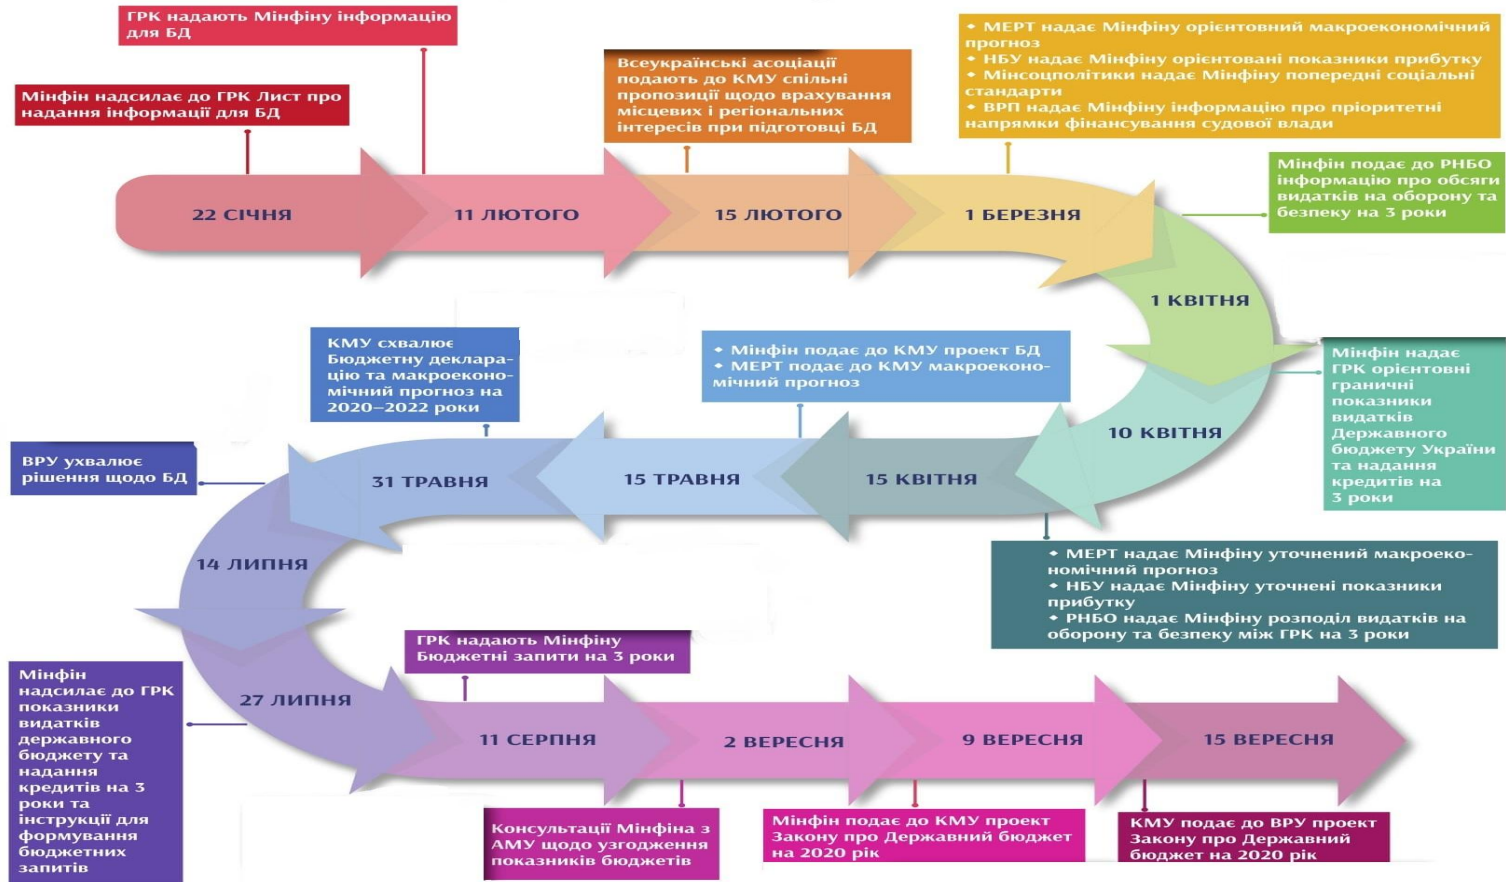 ГРК надають Мінфіну інформацію
для БД
Мінфін надсилає до ГРК Лист про
надання інформації для БД
Всеукраїнські асоціації
подають до КМУ спільні
пропозиції щодо врахування
місцевих і регіональних
інтересів при підготовці БД
• МЕРТ надає Мінфіну орієнтовний макроекономічний
прогноз
• НБУ надає Мінфіну орієнтовані показники прибутку
• Мінсоцполітики надає Мінфіну попередні соціальні
стандарти
• ВРП надає Мінфіну інформацію про пріоритетні
напрямки фінансування судової влади
Мінфін подає до РНБО
інформацію про обсяги
видатків на оборону та
безпеку на 3 роки
22 СІЧНЯ
11 ЛЮТОГО
15 ЛЮТОГО
1 БЕРЕЗНЯ
1 КВІТНЯ
Мінфін надає
ГРК орієнтовні
граничні
показники
видатків
Державного
бюджету України
та надання
кредитів на
3 роки
КМУ схвалює
Бюджетну деклара-
цію та макроеконо-
мічний прогноз на
2020–2022 роки
• Мінфін подає до КМУ проект БД
• МЕРТ подає до КМУ макроеконо-
мічний прогноз
10 КВІТНЯ
15 КВІТНЯ
15 ТРАВНЯ
31 ТРАВНЯ
ВРУ ухвалює
рішення щодо БД
• МЕРТ надає Мінфіну уточнений макроеко-
номічний прогноз
• НБУ надає Мінфіну уточнені показники
прибутку
• РНБО надає Мінфіну розподіл видатків на
оборону та безпеку між ГРК на 3 роки
14 ЛИПНЯ
27 ЛИПНЯ
Мінфін
надсилає до ГРК
показники
видатків
державного
бюджету та
надання
кредитів на 3
роки та
інструкції для
формування
бюджетних
запитів
ГРК надають Мінфіну
Бюджетні запити на 3 роки
11 СЕРПНЯ
2 ВЕРЕСНЯ
9 ВЕРЕСНЯ
15 ВЕРЕСНЯ
Консультації Мінфіна з
АМУ щодо узгодження
показників бюджетів
Мінфін подає до КМУ проект
Закону про Державний бюджет
на 2020 рік
КМУ подає до ВРУ проект
Закону про Державний
бюджет на 2020 рік